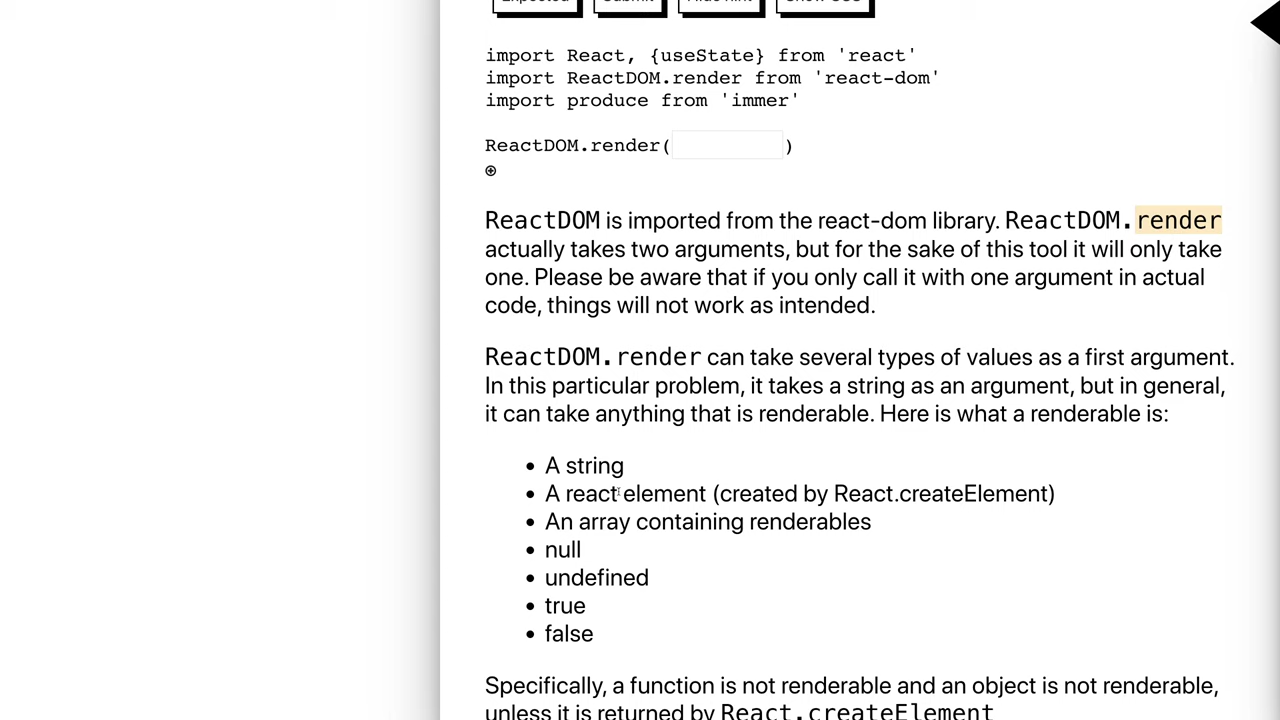 Expected Submit Hide hint Show CSS
import React, {useState} from 'react'
import ReactDOM.render from 'react-dom'
import produce from 'immer'
ReactDOM.render( )
ReactDOM is imported from the react-dom library. ReactDOM.render
actually takes two arguments, but for the sake of this tool it will only take
one. Please be aware that if you only call it with one argument in actual
code, things will not work as intended.
ReactDOM.render can take several types of values as a first argument.
In this particular problem, it takes a string as an argument, but in general,
it can take anything that is renderable. Here is what a renderable is:
• A string
• A react element (created by React.createElement)
• An array containing renderables
• null
• undefined
• true
• false
Specifically, a function is not renderable and an object is not renderable,
unless it is returned by React.createElement